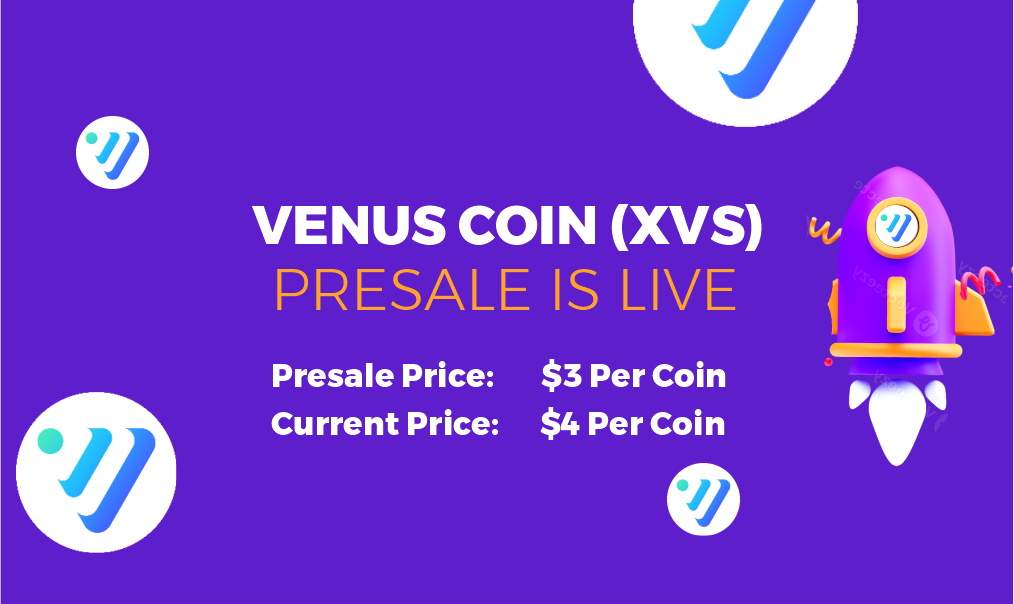 VENUS COIN (XVS)
PRESALE IS LIVE
Presale Price: $3 Per Coin
Current Price: $4 Per Coin